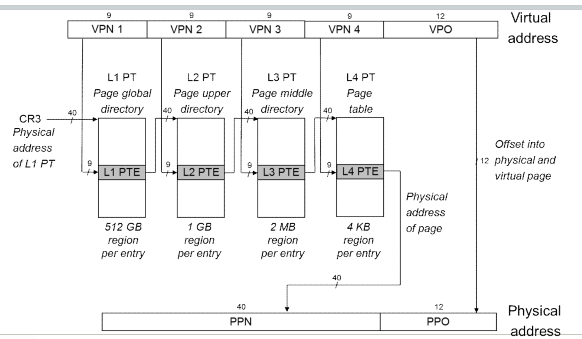 9 9 9 9 12
VPN 1 VPN 2 VPN 3 VPN 4 VPO
Virtual
address
L1 PT L2 PT L3 PT L4 PT
Page global Page upper Page middle Page
directory directory directory table
40 40 40 40
CR3
Physical
address
of L1 PT
9 9 9 9
L1 PTE L2 PTE L3 PTE L4 PTE
12
Offset into
physical and
virtual page
Physical
address
of page
512 GB 1 GB 2 MB 4 KB
region region region region
per entry per entry per entry per entry
40
40 12
PPN PPO
Physical
address